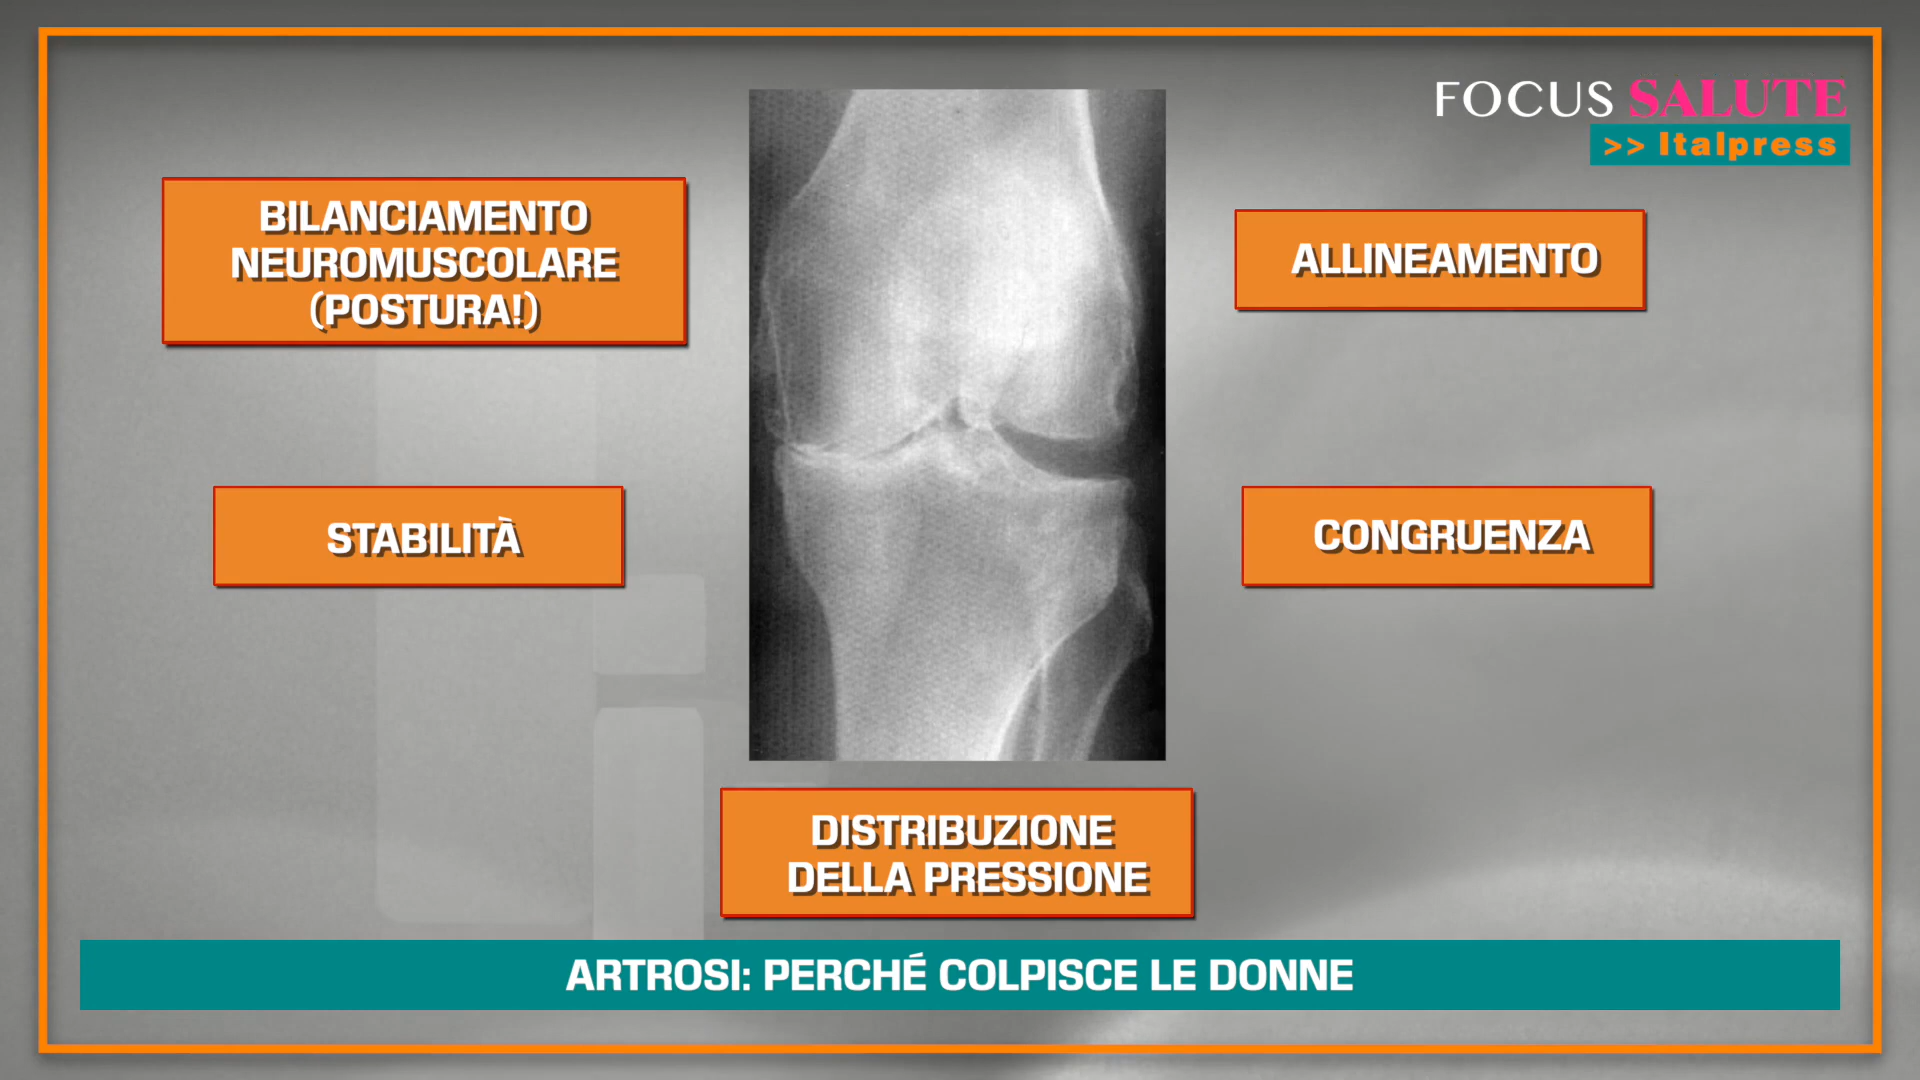 FOCUS SALUTE
>> Italpress
BILANCIAMENTO
NEUROMUSCOLARE
(POSTURA!)
ALLINEAMENTO
STABILITÀ
CONGRUENZA
DISTRIBUZIONE
DELLA PRESSIONE
ARTROSI: PERCHÉ COLPISCE LE DONNE